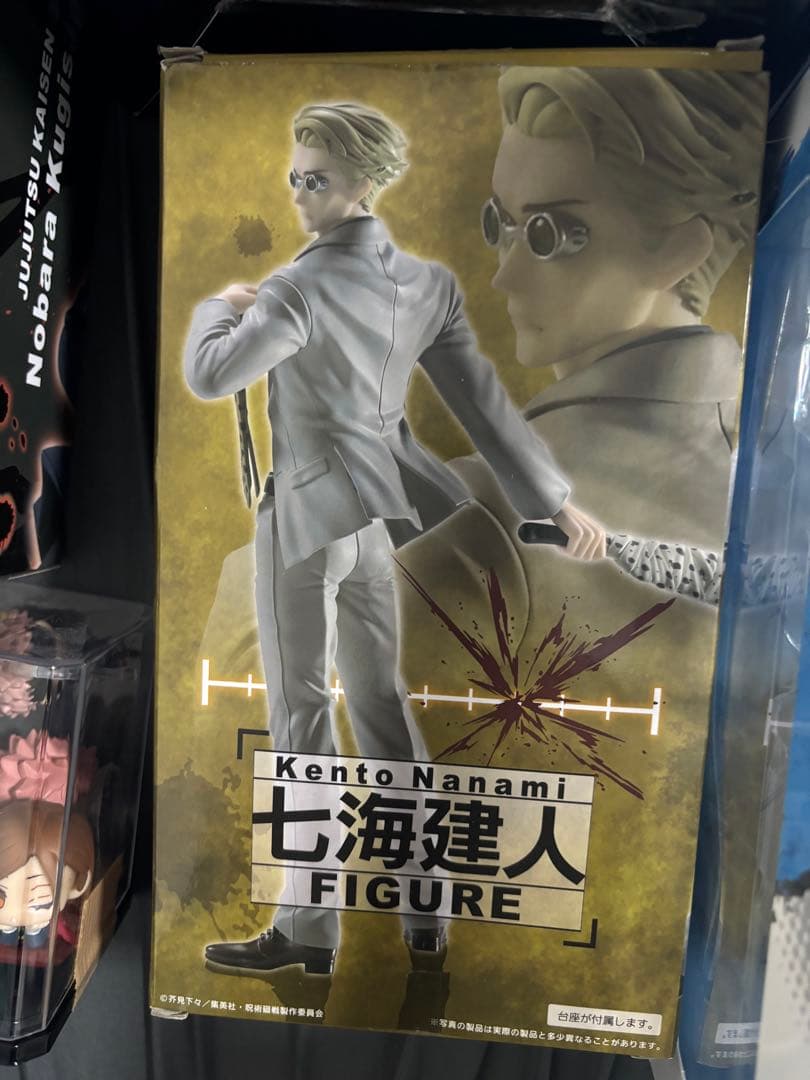 JUJUTSU KAISEN
Nobara Kugis
Kento Nanami
七海建人
FIGURE
©芥見下々／集英社・呪術廻戦製作委員会
台座が付属します。
※写真の製品は実際の製品と多少異なることがあります。